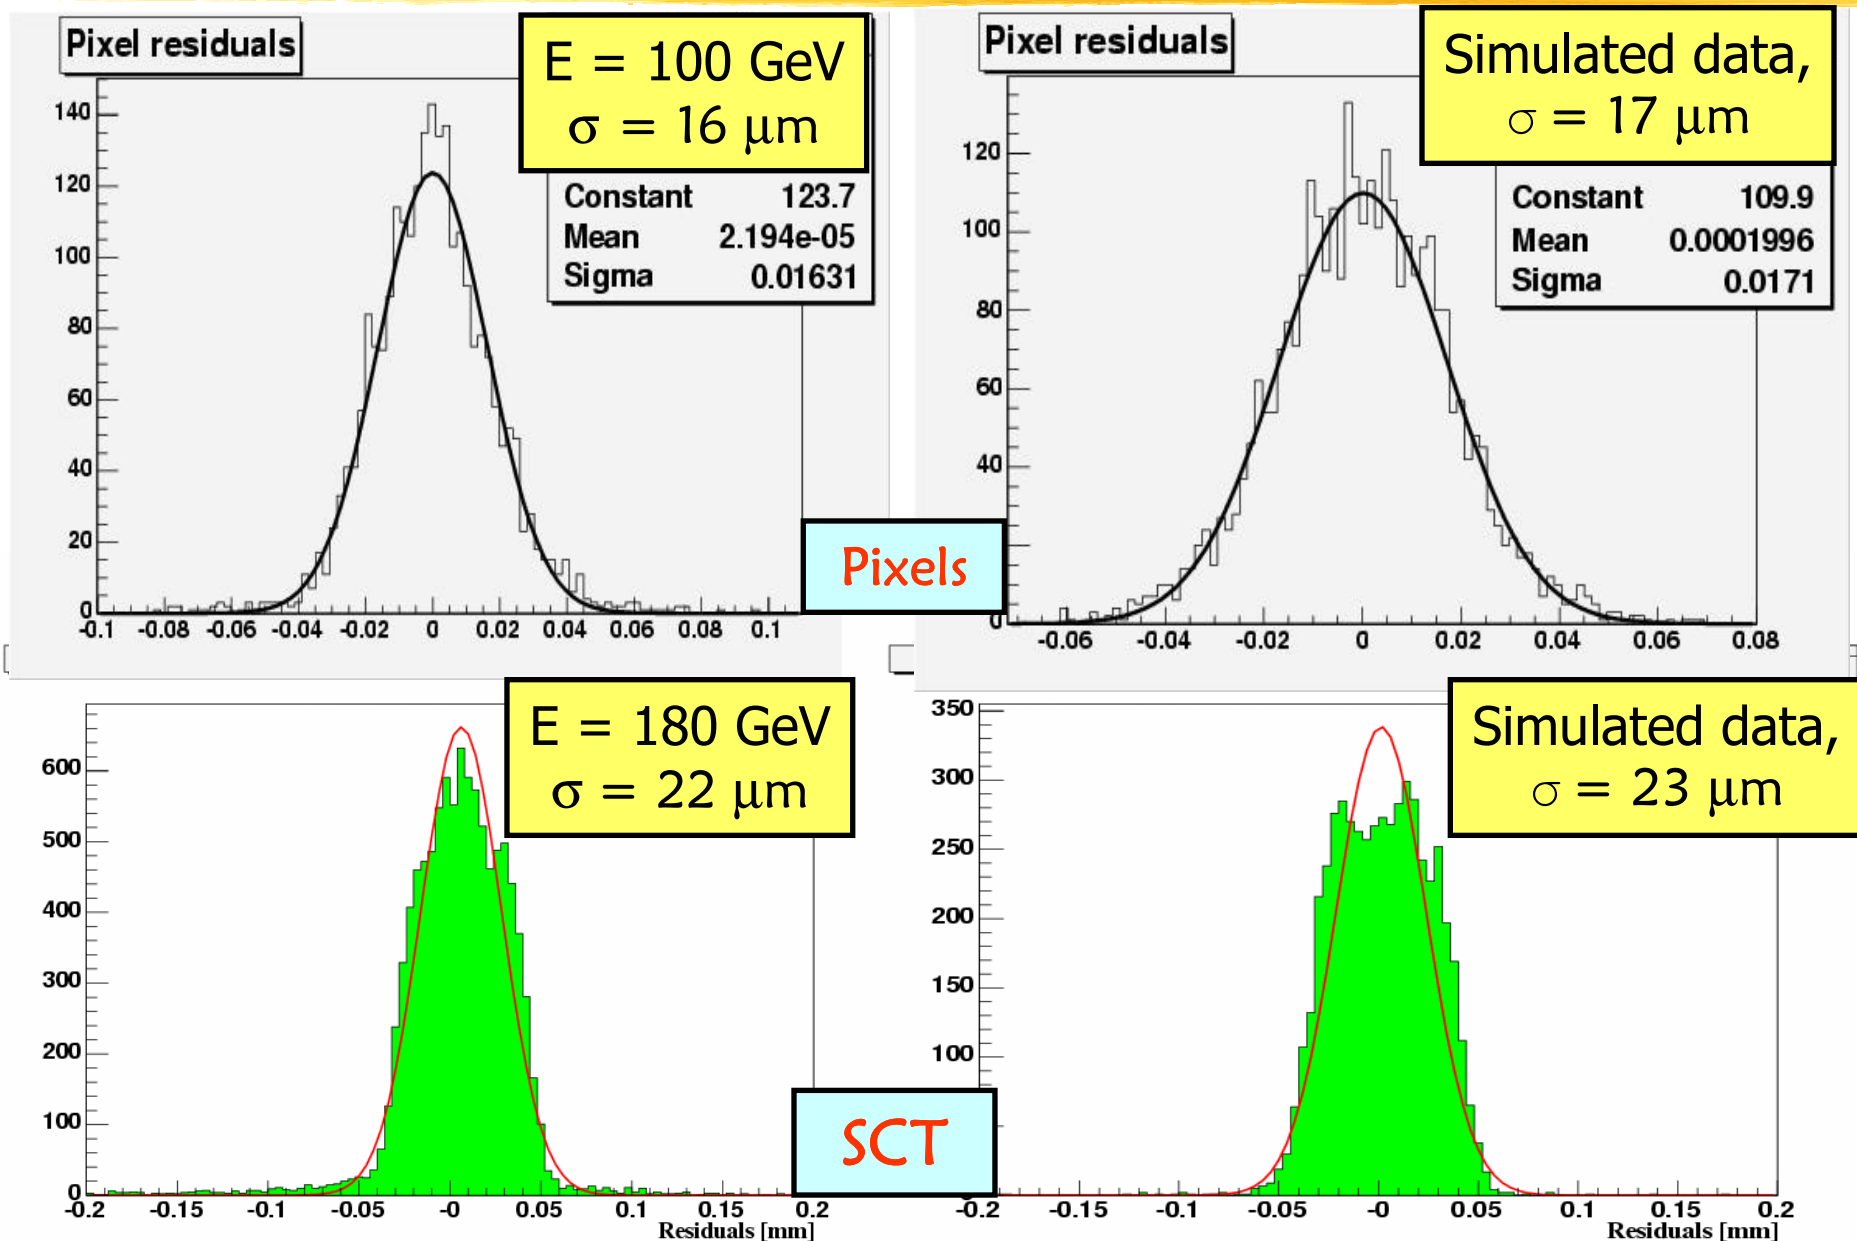 Pixel residuals
E = 100 GeV
σ = 16 μm
Constant 123.7
Mean 2.194e-05
Sigma 0.01631
140
120
100
80
60
40
20
0
-0.1 -0.08 -0.06 -0.04 -0.02 0 0.02 0.04 0.06 0.08 0.1
Pixel residuals
Simulated data,
σ = 17 μm
Constant 109.9
Mean 0.0001996
Sigma 0.0171
120
100
80
60
40
0
-0.06 -0.04 -0.02 0 0.02 0.04 0.06 0.08
Pixels
E = 180 GeV
σ = 22 μm
600
500
400
300
200
100
0
-0.2 -0.15 -0.1 -0.05 -0 0.05 0.1 0.15 0.2
Residuals [mm]
Simulated data,
σ = 23 μm
350
300
250
200
150
100
-0.2 -0.15 -0.1 -0.05 -0 0.05 0.1 0.15 0.2
Residuals [mm]
SCT